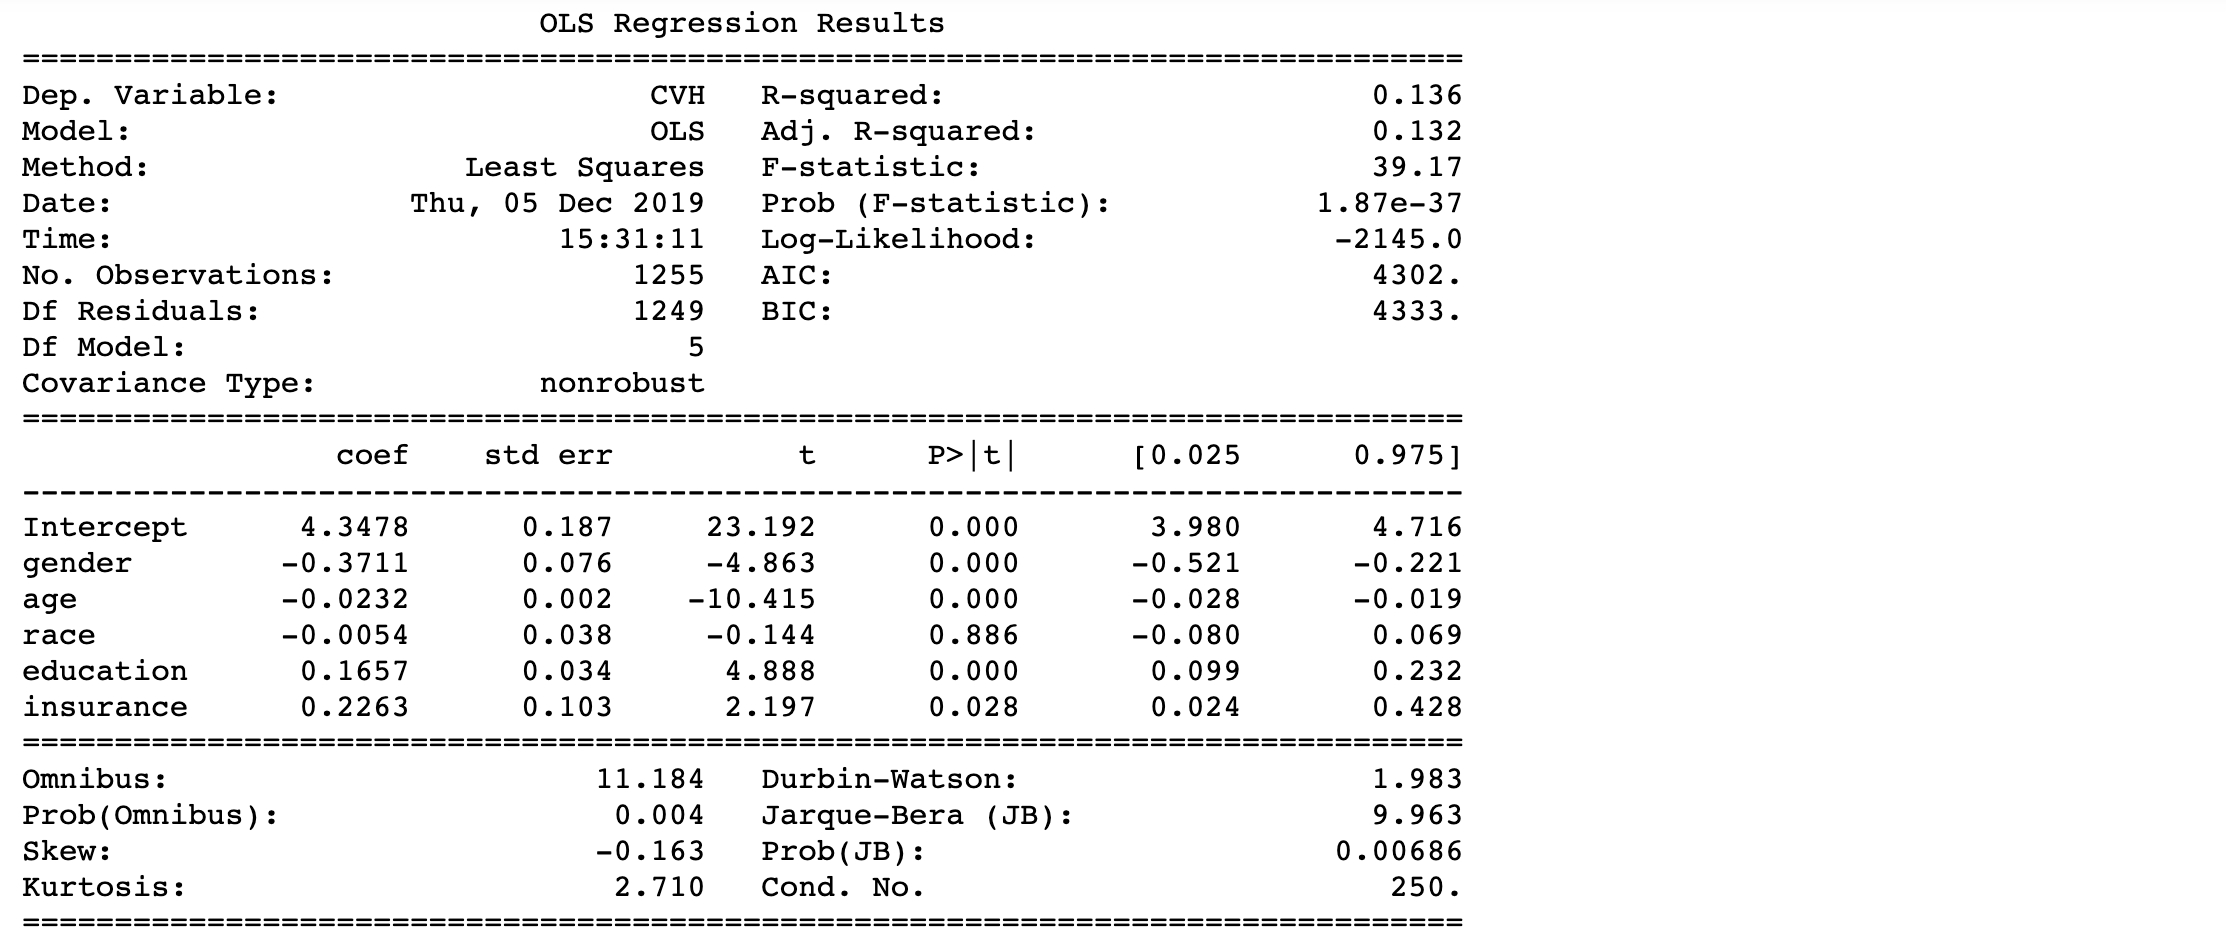 OLS Regression Results
==============================================================================
Dep. Variable:                    CVH   R-squared:                       0.136
Model:                            OLS   Adj. R-squared:                  0.132
Method:                 Least Squares   F-statistic:                     39.17
Date:                Thu, 05 Dec 2019   Prob (F-statistic):           1.87e-37
Time:                        15:31:11   Log-Likelihood:                -2145.0
No. Observations:                1255   AIC:                             4302.
Df Residuals:                    1249   BIC:                             4333.
Df Model:                           5
Covariance Type:            nonrobust
==============================================================================
                 coef    std err          t      P>|t|      [0.025      0.975]
------------------------------------------------------------------------------
Intercept      4.3478      0.187     23.192      0.000       3.980       4.716
gender        -0.3711      0.076     -4.863      0.000      -0.521      -0.221
age           -0.0232      0.002    -10.415      0.000      -0.028      -0.019
race          -0.0054      0.038     -0.144      0.886      -0.080       0.069
education      0.1657      0.034      4.888      0.000       0.099       0.232
insurance      0.2263      0.103      2.197      0.028       0.024       0.428
==============================================================================
Omnibus:                       11.184   Durbin-Watson:                   1.983
Prob(Omnibus):                  0.004   Jarque-Bera (JB):                9.963
Skew:                          -0.163   Prob(JB):                      0.00686
Kurtosis:                       2.710   Cond. No.                         250.
==============================================================================